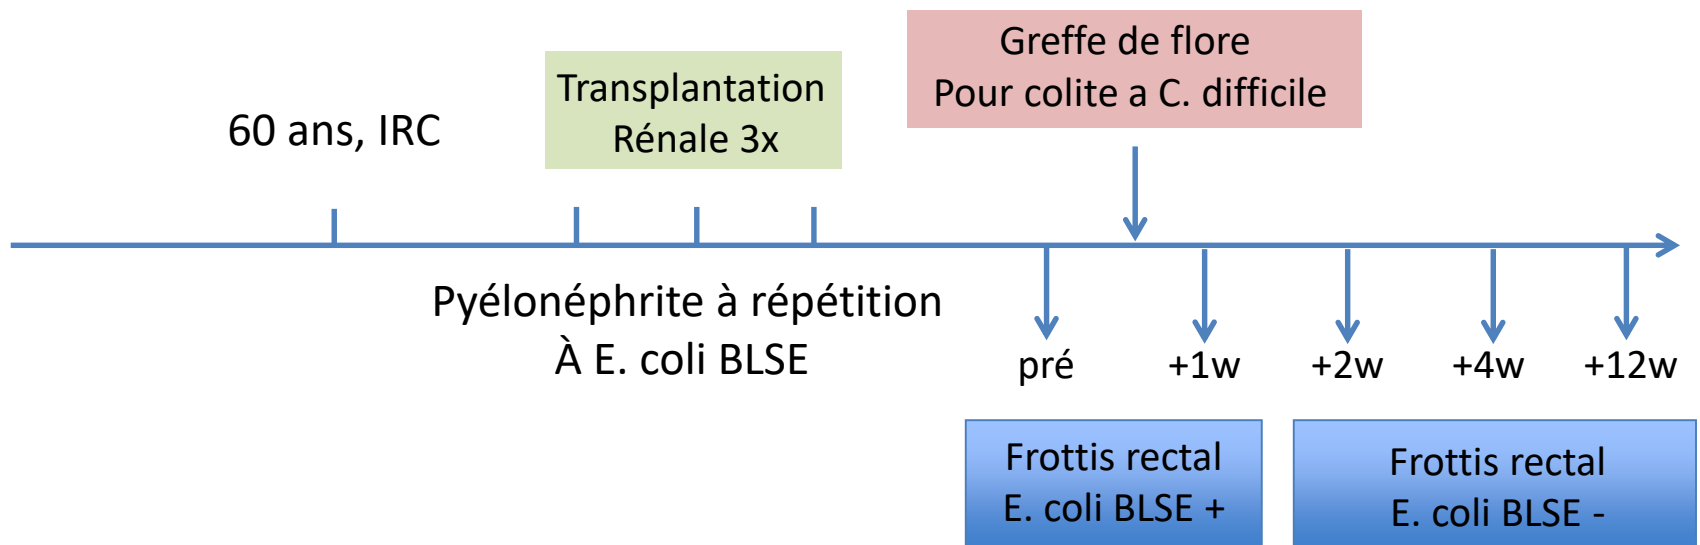 60 ans, IRC
Transplantation
Rénale 3x
Greffe de flore
Pour colite a C. difficile
Pyélonéphrite à répétition
À E. coli BLSE
pré
+1w
+2w
+4w
+12w
Frottis rectal
E. coli BLSE +
Frottis rectal
E. coli BLSE -